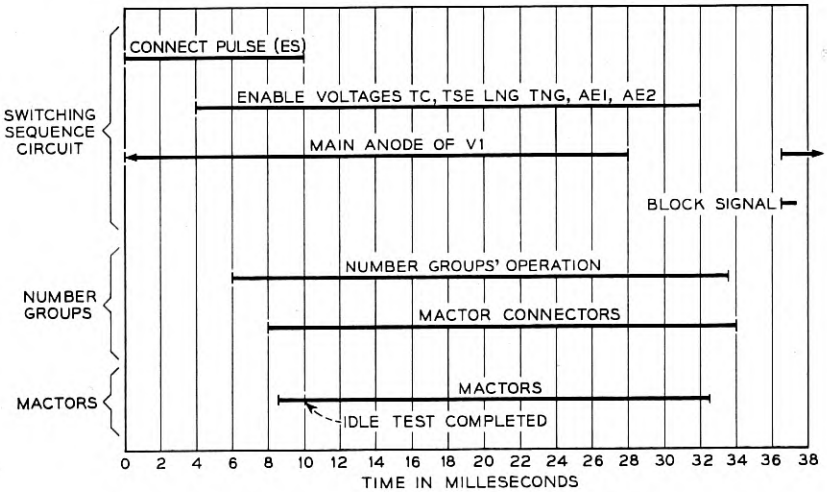 CONNECT PULSE (ES)
ENABLE VOLTAGES TC, TSE LNG TNG, AE1, AE2
SWITCHING
SEQUENCE
CIRCUIT
MAIN ANODE OF V1
BLOCK SIGNAL
NUMBER GROUPS' OPERATION
NUMBER
GROUPS
MACTOR CONNECTORS
MACTORS
MACTORS
IDLE TEST COMPLETED
0 2 4 6 8 10 12 14 16 18 20 22 24 26 28 30 32 34 36 38
TIME IN MILLESECONDS